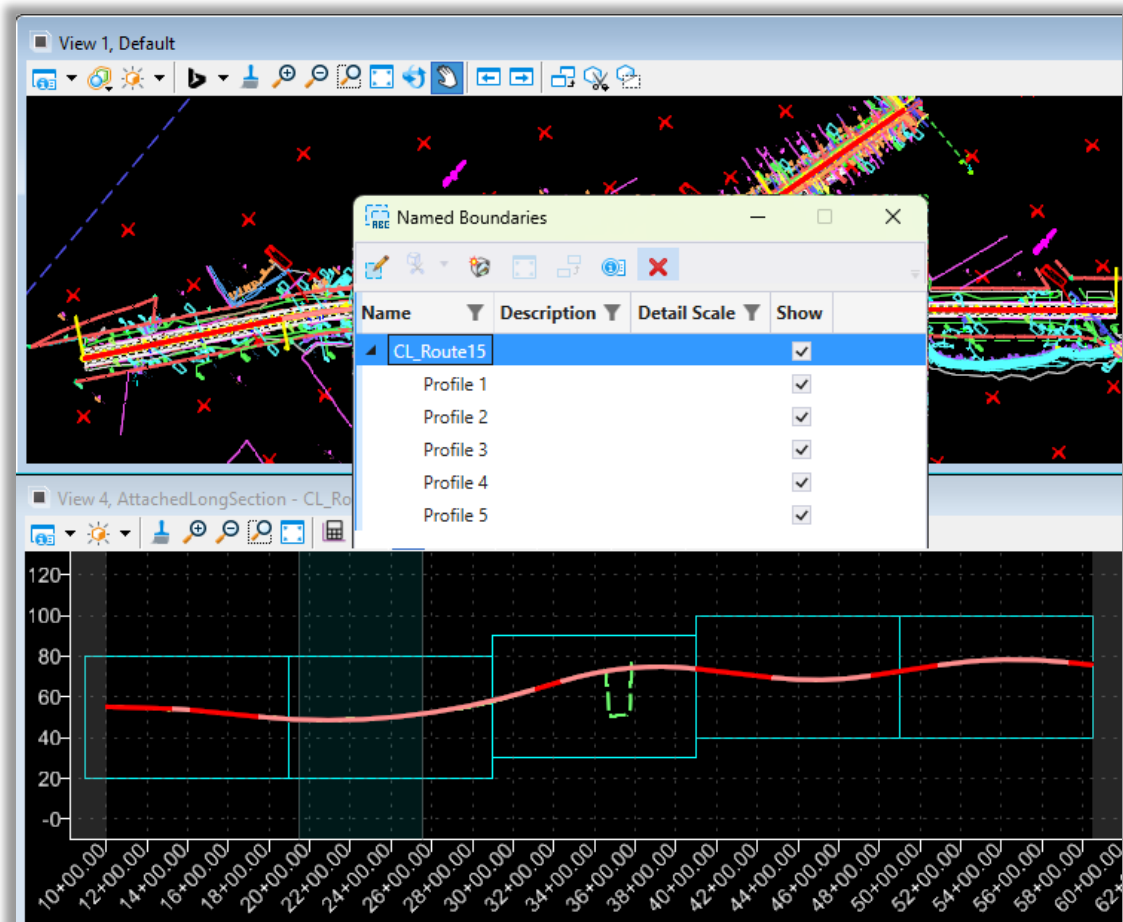 View 1, Default
Named Boundaries
Name Description Detail Scale Show
CL_Route15
Profile 1
Profile 2
Profile 3
Profile 4
Profile 5
View 4, AttachedLongSection - CL_Ro
120
100
80
60
40
20
-0
10+00.00 12+00.00 14+00.00 16+00.00 18+00.00 20+00.00 22+00.00 24+00.00 26+00.00 28+00.00 30+00.00 32+00.00 34+00.00 36+00.00 38+00.00 40+00.00 42+00.00 44+00.00 46+00.00 48+00.00 50+00.00 52+00.00 54+00.00 56+00.00 58+00.00 60+00.00 62+